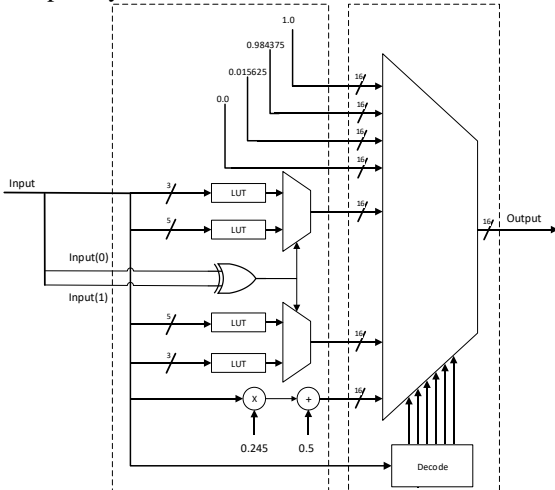 1.0
0.984375
0.015625
0.0
16
16
16
16
Input
3
LUT
16
5
LUT
16
Output
Input(0)
Input(1)
5
LUT
16
3
LUT
16
x
+
0.245
0.5
Decode